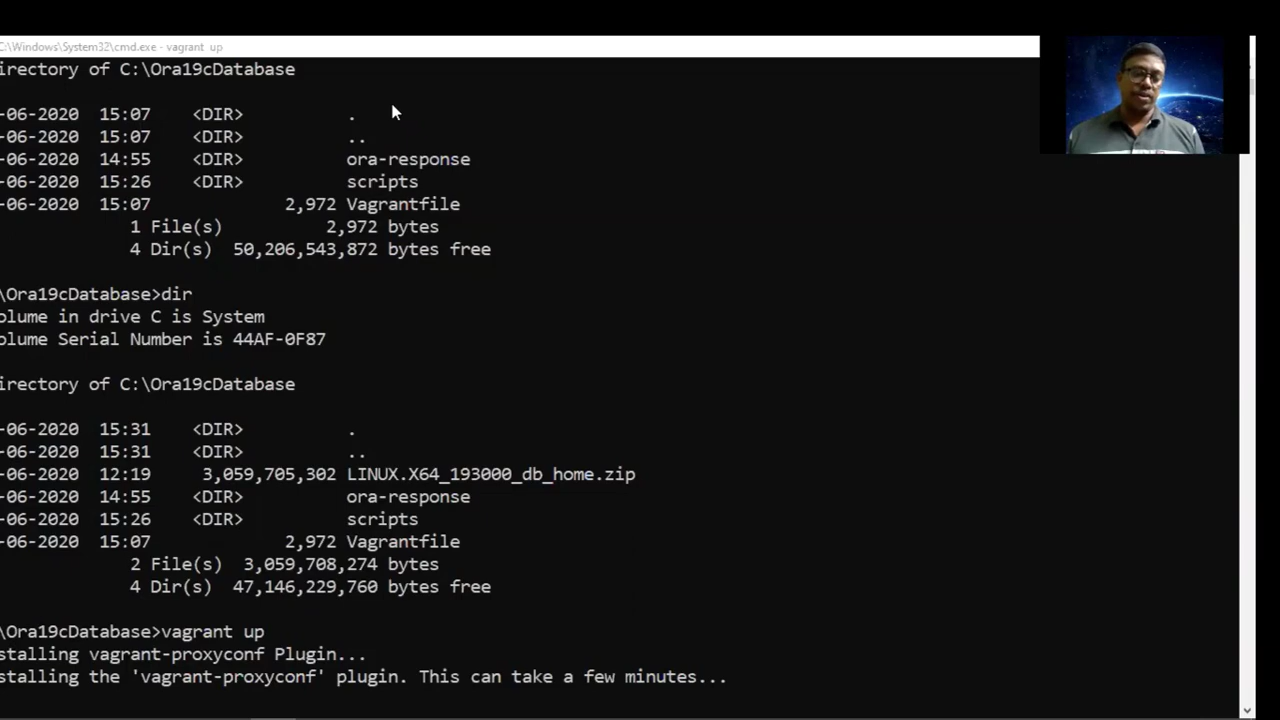 C:\Windows\System32\cmd.exe - vagrant up
irectory of C:\Ora19cDatabase
-06-2020 15:07 <DIR> .
-06-2020 15:07 <DIR> ..
-06-2020 14:55 <DIR> ora-response
-06-2020 15:26 <DIR> scripts
-06-2020 15:07 2,972 Vagrantfile
1 File(s) 2,972 bytes
4 Dir(s) 50,206,543,872 bytes free
\Ora19cDatabase>dir
olume in drive C is System
olume Serial Number is 44AF-0F87
irectory of C:\Ora19cDatabase
-06-2020 15:31 <DIR> .
-06-2020 15:31 <DIR> ..
-06-2020 12:19 3,059,705,302 LINUX.X64_193000_db_home.zip
-06-2020 14:55 <DIR> ora-response
-06-2020 15:26 <DIR> scripts
-06-2020 15:07 2,972 Vagrantfile
2 File(s) 3,059,708,274 bytes
4 Dir(s) 47,146,229,760 bytes free
\Ora19cDatabase>vagrant up
stalling vagrant-proxyconf Plugin...
stalling the 'vagrant-proxyconf' plugin. This can take a few minutes...